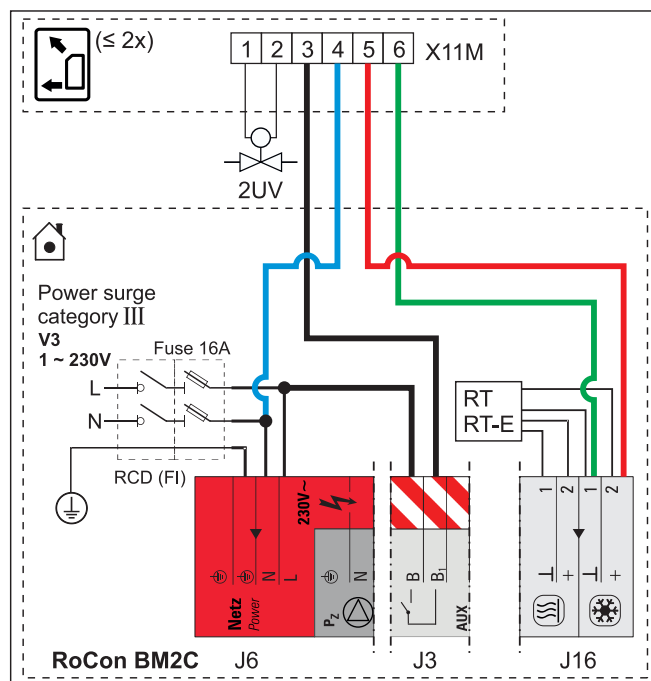 (≤ 2x)
1 2 3 4 5 6 X11M
2UV
Power surge
category III
V3
1 ~ 230V
Fuse 16A
L
N
RCD (FI)
RT
RT-E
230V~
Netz
Power
N
L
Pz
N
B
B1
AUX
1
2
1
2
⊥
+
⊥
+
RoCon BM2C J6 J3 J16